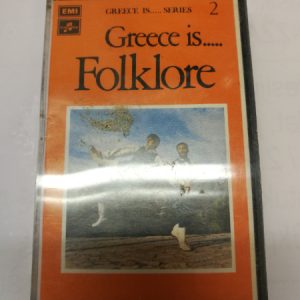 EMI
GREECE IS..... SERIES 2
Greece is.....
Folklore